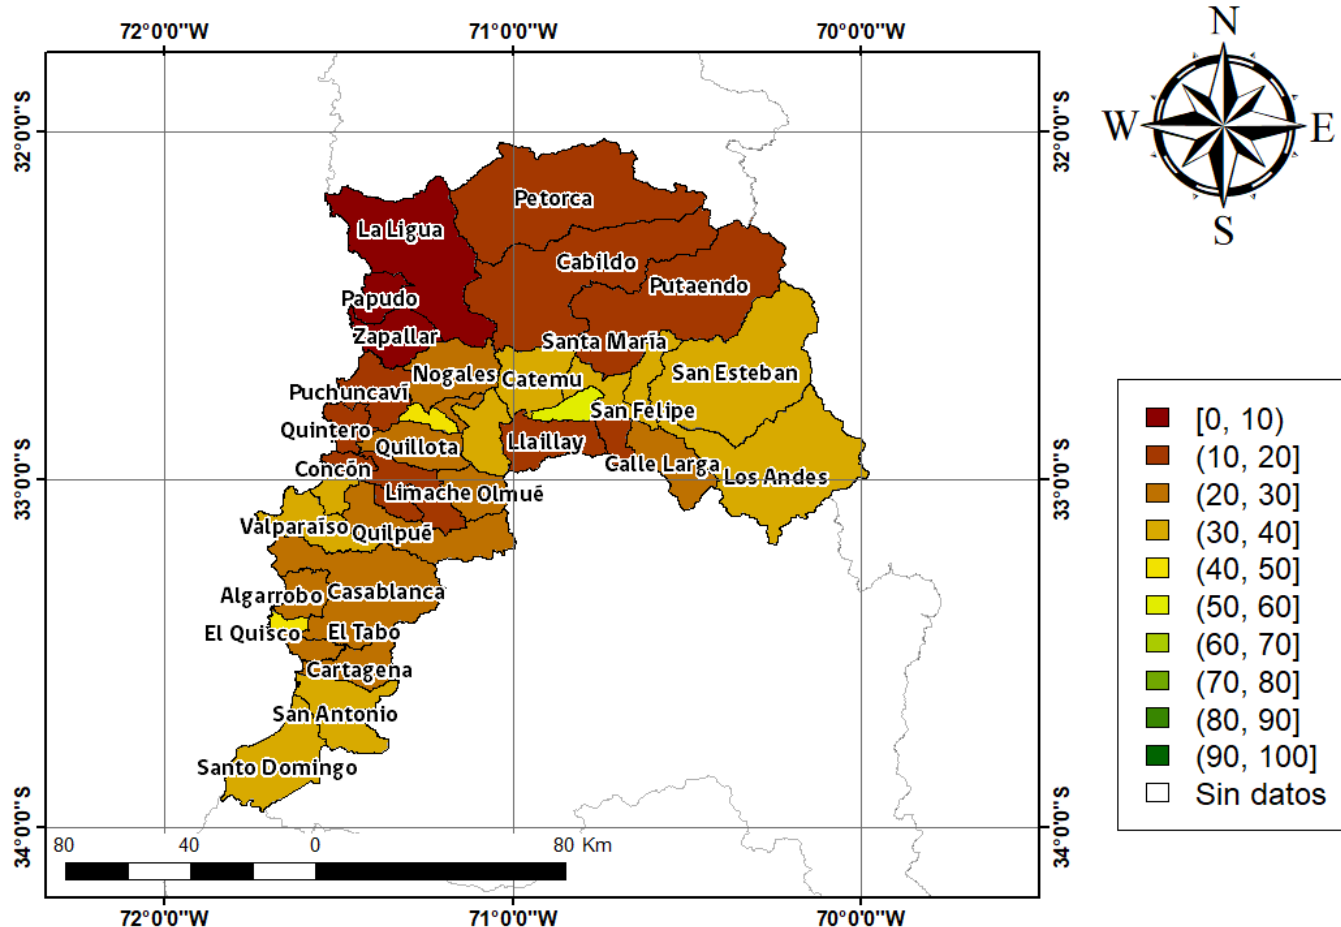 72°0'0"W 71°0'0"W 70°0'0"W
N
W E
S
32°0'0"S 32°0'0"S
33°0'0"S 33°0'0"S
34°0'0"S 34°0'0"S
Petorca
La Ligua
Cabildo
Putaendo
Papudo
Zapallar
Santa María
Nogales
Catemu
San Esteban
Puchuncaví
San Felipe
Quintero
Quillota
Llaillay
Calle Larga
Concón
Los Andes
Limache
Olmué
Valparaíso
Quilpué
Algarrobo
Casablanca
El Quisco
El Tabo
Cartagena
San Antonio
Santo Domingo
[0, 10)
(10, 20]
(20, 30]
(30, 40]
(40, 50]
(50, 60]
(60, 70]
(70, 80]
(80, 90]
(90, 100]
Sin datos
80 40 0 80 Km
72°0'0"W 71°0'0"W 70°0'0"W